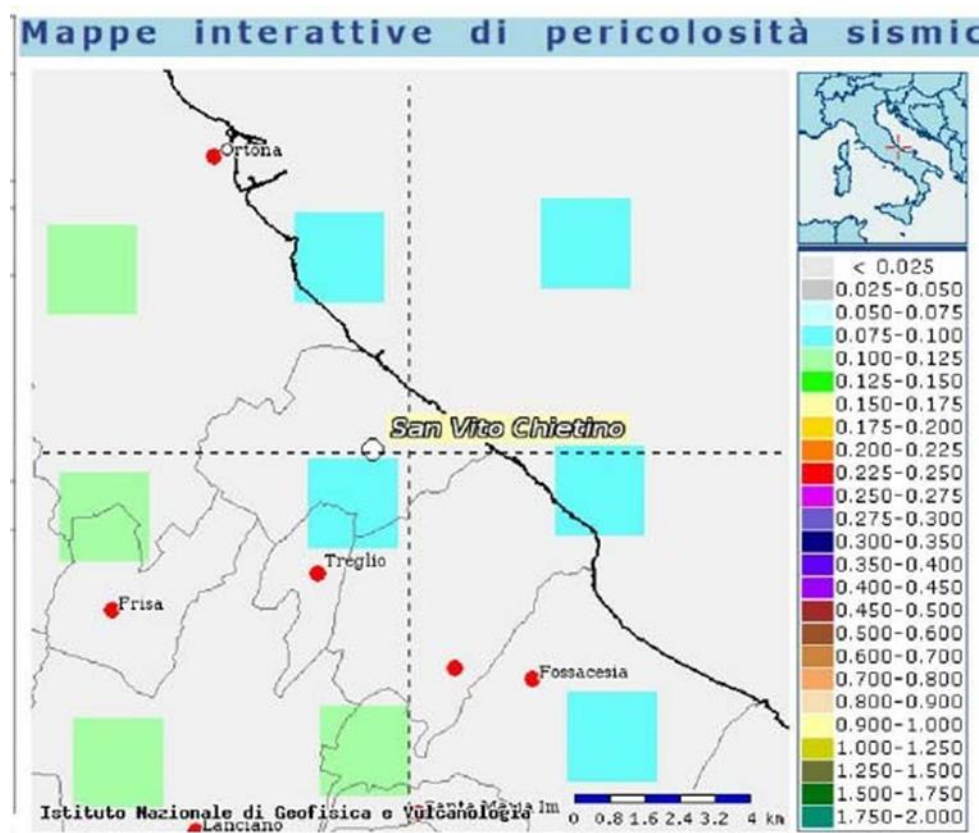 Mappe interattive di pericolosità sismic
Ortona
San Vito Chietino
Treglio
Frisa
Fossacesia
Istituto Nazionale di Geofisica e Vulcanologia
Lanciano
0 0.8 1.6 2.4 3.2 4 km
< 0.025
0.025-0.050
0.050-0.075
0.075-0.100
0.100-0.125
0.125-0.150
0.150-0.175
0.175-0.200
0.200-0.225
0.225-0.250
0.250-0.275
0.275-0.300
0.300-0.350
0.350-0.400
0.400-0.450
0.450-0.500
0.500-0.600
0.600-0.700
0.700-0.800
0.800-0.900
0.900-1.000
1.000-1.250
1.250-1.500
1.500-1.750
1.750-2.000